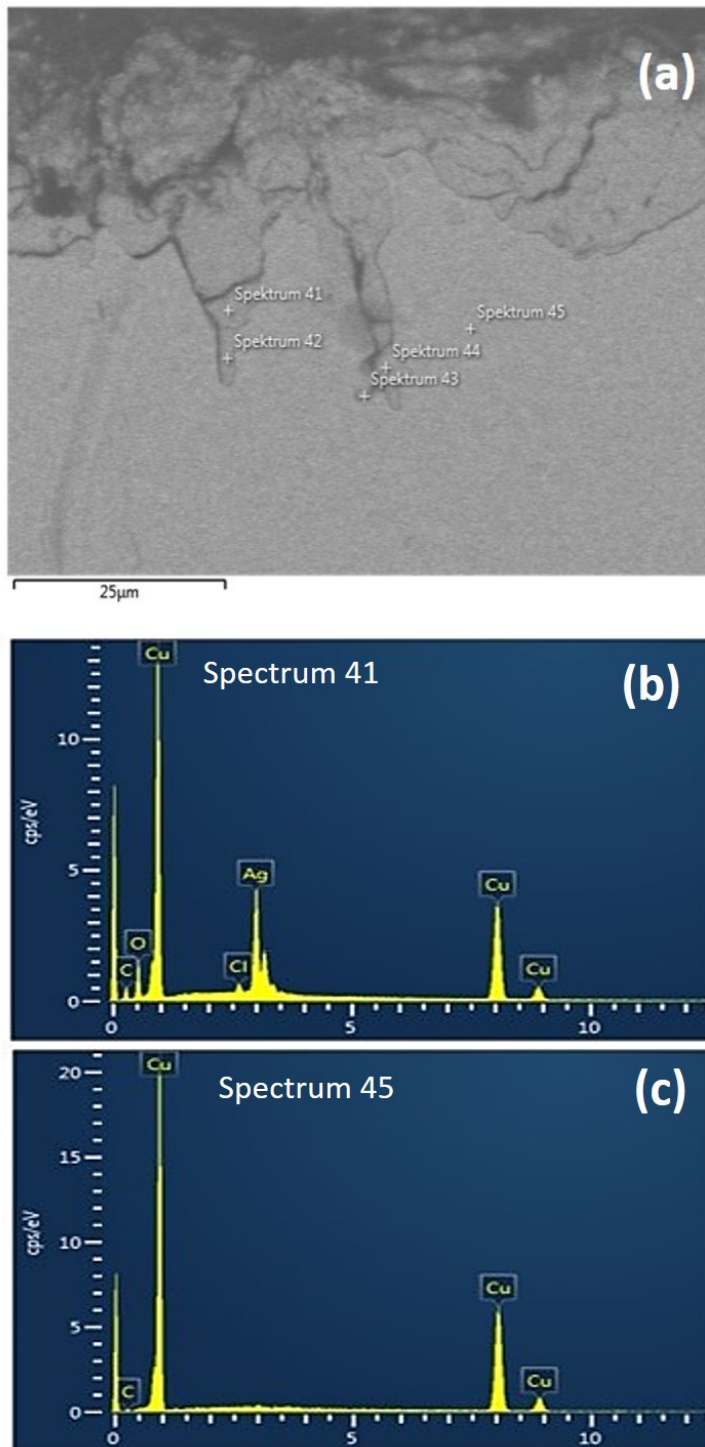 (a)
Spektrum 41
Spektrum 45
Spektrum 42
Spektrum 44
Spektrum 43
25µm
Cu
Spectrum 41
(b)
10
cps/eV
5
Ag
Cu
O
C
Cl
Cu
0
0
5
10
20
Cu
Spectrum 45
(c)
15
cps/eV
10
Cu
5
C
Cu
0
0
5
10